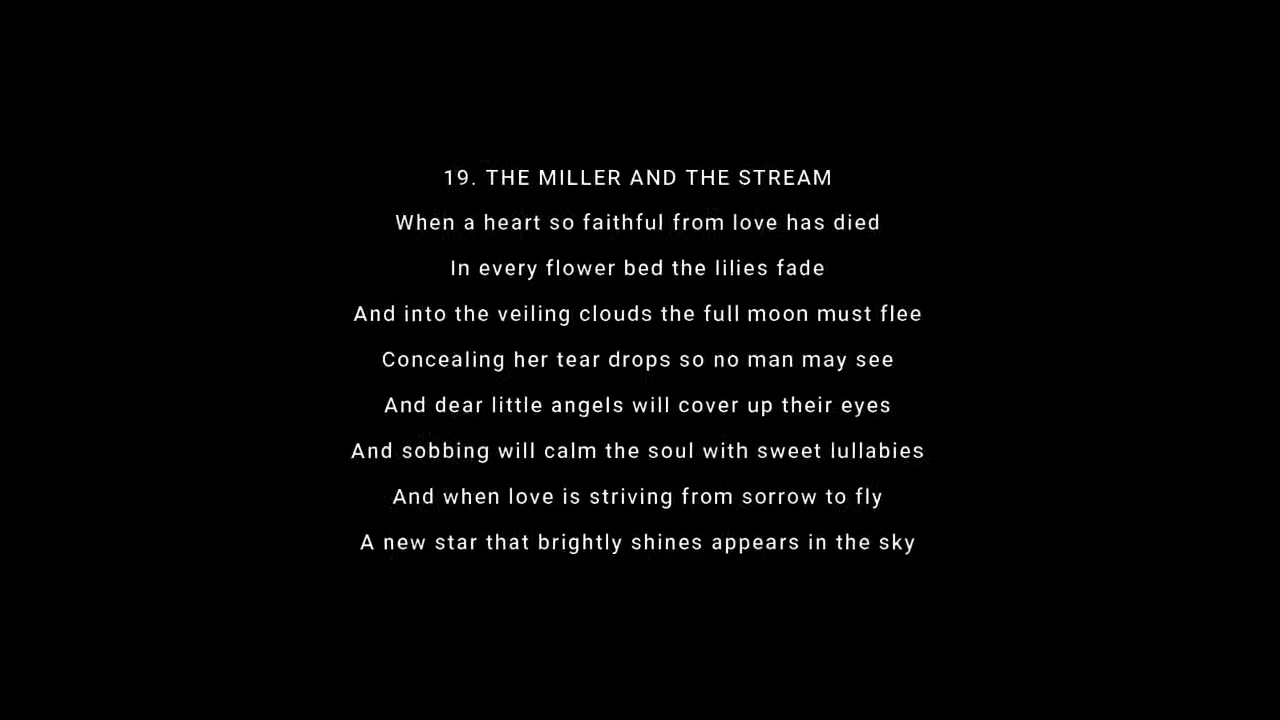 19. THE MILLER AND THE STREAM
When a heart so faithful from love has died
In every flower bed the lilies fade
And into the veiling clouds the full moon must flee
Concealing her tear drops so no man may see
And dear little angels will cover up their eyes
And sobbing will calm the soul with sweet lullabies
And when love is striving from sorrow to fly
A new star that brightly shines appears in the sky